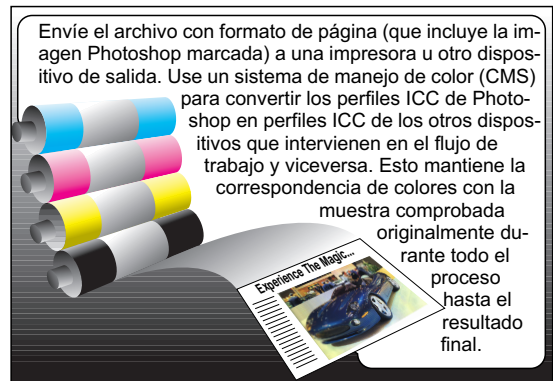 Envíe el archivo con formato de página (que incluye la im-
agen Photoshop marcada) a una impresora u otro dispos-
itivo de salida. Use un sistema de manejo de color (CMS)
para convertir los perfiles ICC de Photo-
shop en perfiles ICC de los otros dispos-
itivos que intervienen en el flujo de
trabajo y viceversa. Esto mantiene la
correspondencia de colores con la
muestra comprobada
originalmente du-
rante todo el
proceso
hasta el
resultado
final.
Experience The Magic...